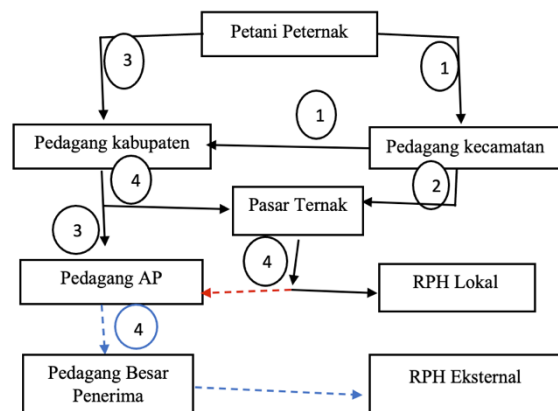 Petani Peternak
3
1
1
Pedagang kabupaten
Pedagang kecamatan
4
2
Pasar Ternak
3
4
Pedagang AP
RPH Lokal
4
Pedagang Besar
Penerima
RPH Eksternal